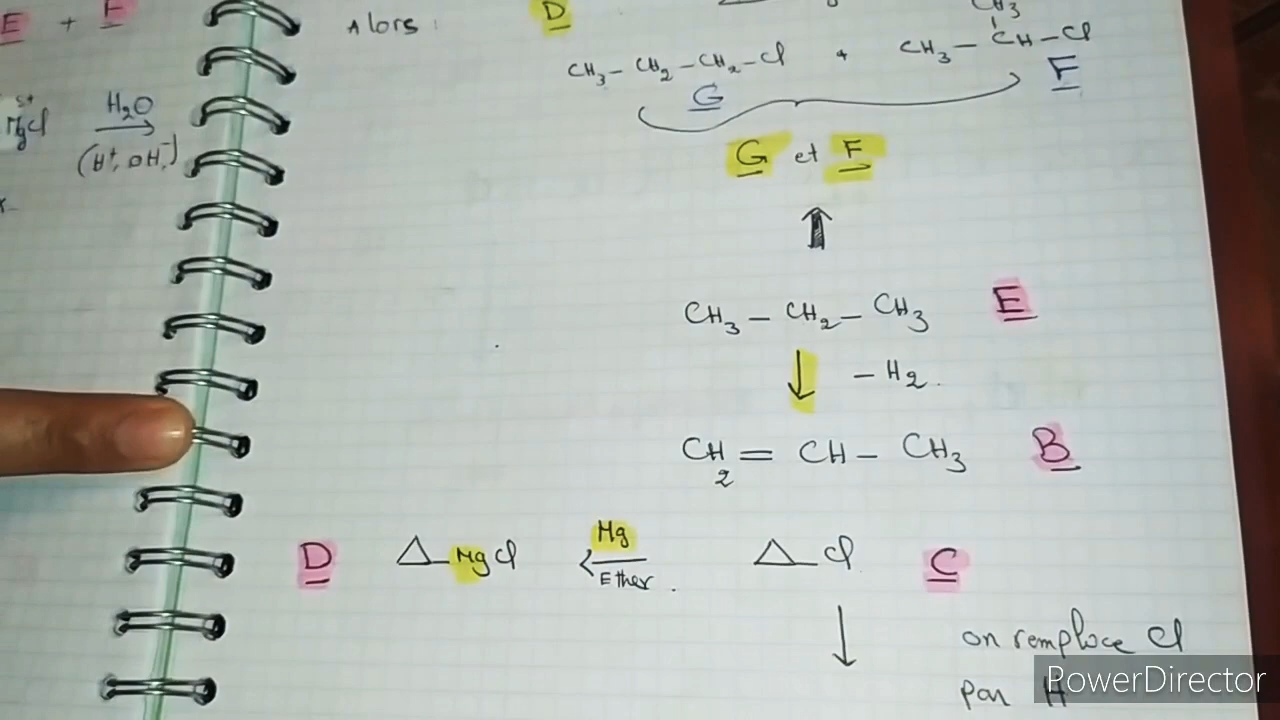 E + F
Alors :
D
CH3
CH3 – CH2 – CH2 – Cl + CH3 – CH – Cl
G F
MgCl H2O
(H+, OH-)
G et F
CH3 – CH2 – CH3 E
– H2.
CH2 = CH – CH3 B
D △–MgCl Mg △–Cl C
Ether.
on remplace Cl
par H
PowerDirector